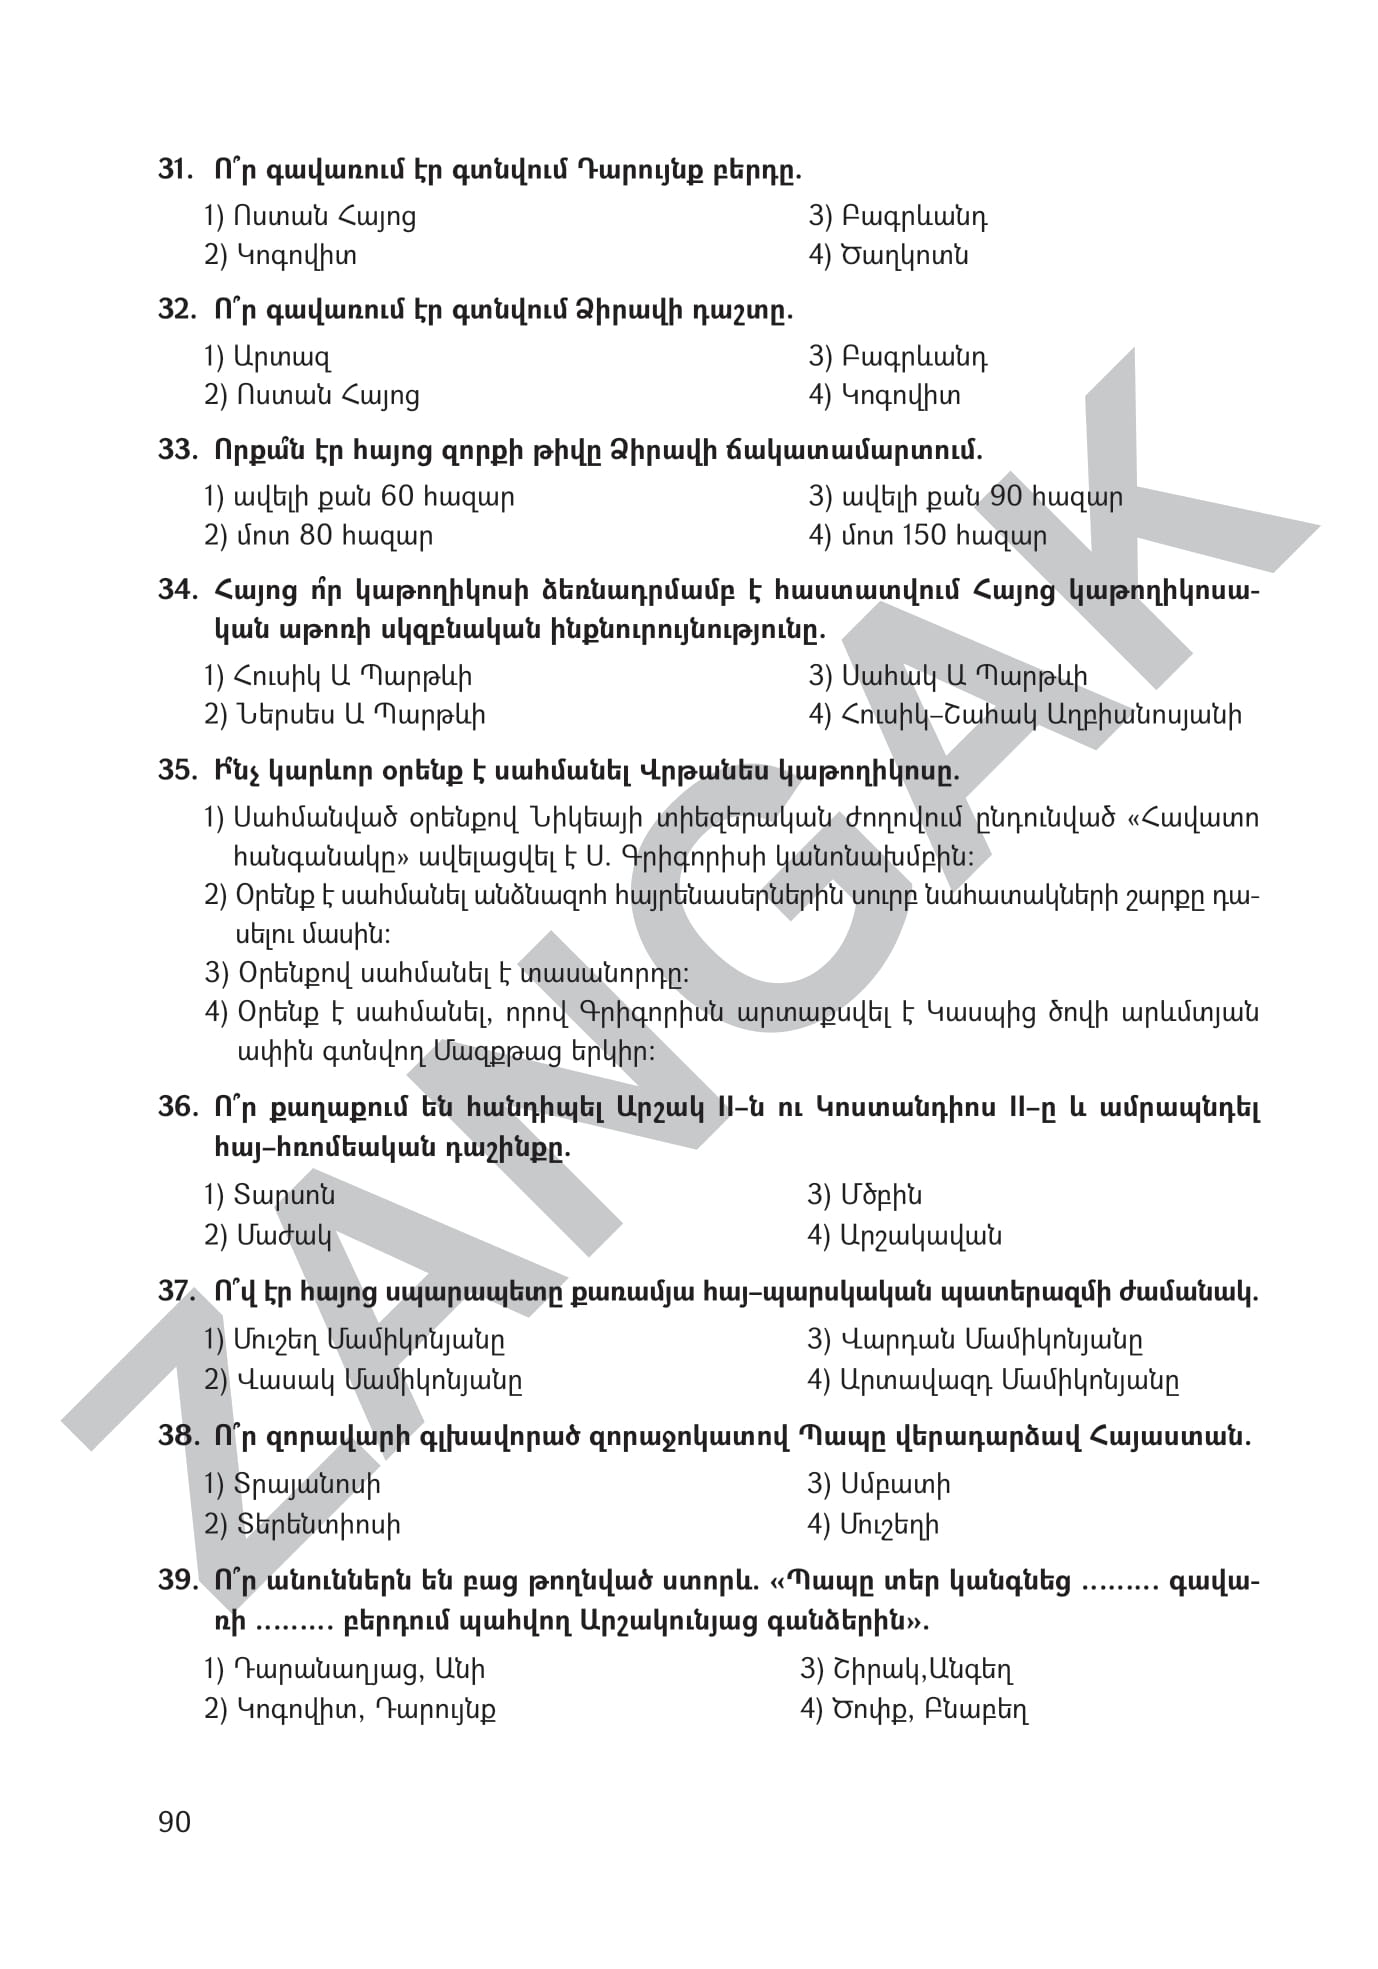 31. Ո՞ր գավառում էր գտնվում Դարույնք բերդը.
1) Ոստան Հայոց 3) Բագրևանդ
2) Կոգովիտ 4) Ծաղկոտն
32. Ո՞ր գավառում էր գտնվում Ձիրավի դաշտը.
1) Արտազ 3) Բագրևանդ
2) Ոստան Հայոց 4) Կոգովիտ
33. Որքա՞ն էր հայոց զորքի թիվը Ձիրավի ճակատամարտում.
1) ավելի քան 60 հազար 3) ավելի քան 90 հազար
2) մոտ 80 հազար 4) մոտ 150 հազար
34. Հայոց ո՞ր կաթողիկոսի ձեռնադրմամբ է հաստատվում Հայոց կաթողիկոսա-
կան աթոռի սկզբնական ինքնուրույնությունը.
1) Հուսիկ Ա Պարթևի 3) Սահակ Ա Պարթևի
2) Ներսես Ա Պարթևի 4) Հուսիկ–Շահակ Աղբիանոսյանի
35. Ի՞նչ կարևոր օրենք է սահմանել Վրթանես կաթողիկոսը.
1) Սահմանված օրենքով Նիկեայի տիեզերական ժողովում ընդունված «Հավատո
հանգանակը» ավելացվել է Ս. Գրիգորիսի կանոնախմբին:
2) Օրենք է սահմանել անձնազոհ հայրենասերներին սուրբ նահատակների շարքը դա-
սելու մասին:
3) Օրենքով սահմանել է տասանորդը:
4) Օրենք է սահմանել, որով Գրիգորիսն արտաքսվել է Կասպից ծովի արևմտյան
ափին գտնվող Մազքթաց երկիր:
36. Ո՞ր քաղաքում են հանդիպել Արշակ II–ն ու Կոստանդիոս II–ը և ամրապնդել
հայ–հռոմեական դաշինքը.
1) Տարսոն 3) Մծբին
2) Մաժակ 4) Արշակավան
37. Ո՞վ էր հայոց սպարապետը քառամյա հայ–պարսկական պատերազմի ժամանակ.
1) Մուշեղ Մամիկոնյանը 3) Վարդան Մամիկոնյանը
2) Վասակ Մամիկոնյանը 4) Արտավազդ Մամիկոնյանը
38. Ո՞ր զորավարի գլխավորած զորաջոկատով Պապը վերադարձավ Հայաստան.
1) Տրայանոսի 3) Սմբատի
2) Տերենտիոսի 4) Մուշեղի
39. Ո՞ր անուններն են բաց թողնված ստորև. «Պապը տեր կանգնեց ......... գավա-
ռի ......... բերդում պահվող Արշակունյաց գանձերին».
1) Դարանաղյաց, Անի 3) Շիրակ,Անգեղ
2) Կոգովիտ, Դարույնք 4) Ծոփք, Բնաբեղ
90
ZANGAK